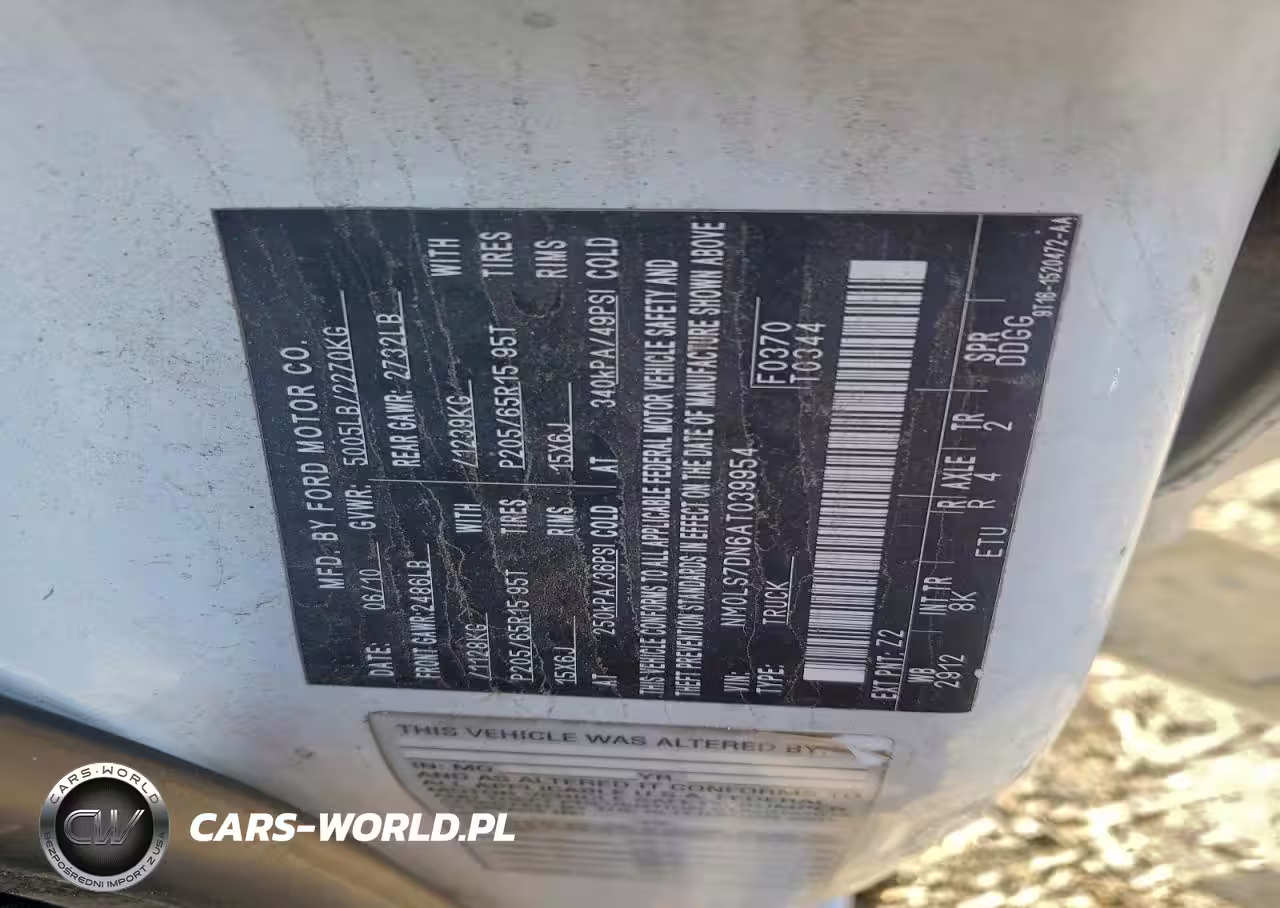 MFD. BY FORD MOTOR CO.
DATE: 06/10 GVWR: 5005LB/2270KG
FRONT GAWR:2486LB REAR GAWR: 2732LB
/1128KG WITH /1239KG WITH
P205/65R15-95T TIRES P205/65R15-95T TIRES
15X6J RIMS 15X6J RIMS
AT 250kPA/36PSI COLD AT 340kPA/49PSI COLD
THIS VEHICLE CONFORMS TO ALL APPLICABLE FEDERAL MOTOR VEHICLE SAFETY AND
THEFT PREVENTION STANDARDS IN EFFECT ON THE DATE OF MANUFACTURE SHOWN ABOVE
VIN: NM0LS7DN6AT039954
TYPE: TRUCK F0370
T0344
EXT PNT: Z2
WB INT TR R AXLE TR SPR
2912 8K ETU R 4 2 DDGG
9T16-1520472-AA
THIS VEHICLE WAS ALTERED BY:
IN: MO YR
AND AS ALTERED IT CONFORMS TO
CARS-WORLD
CW
BEZPOŚREDNI IMPORT Z USA
CARS-WORLD.PL